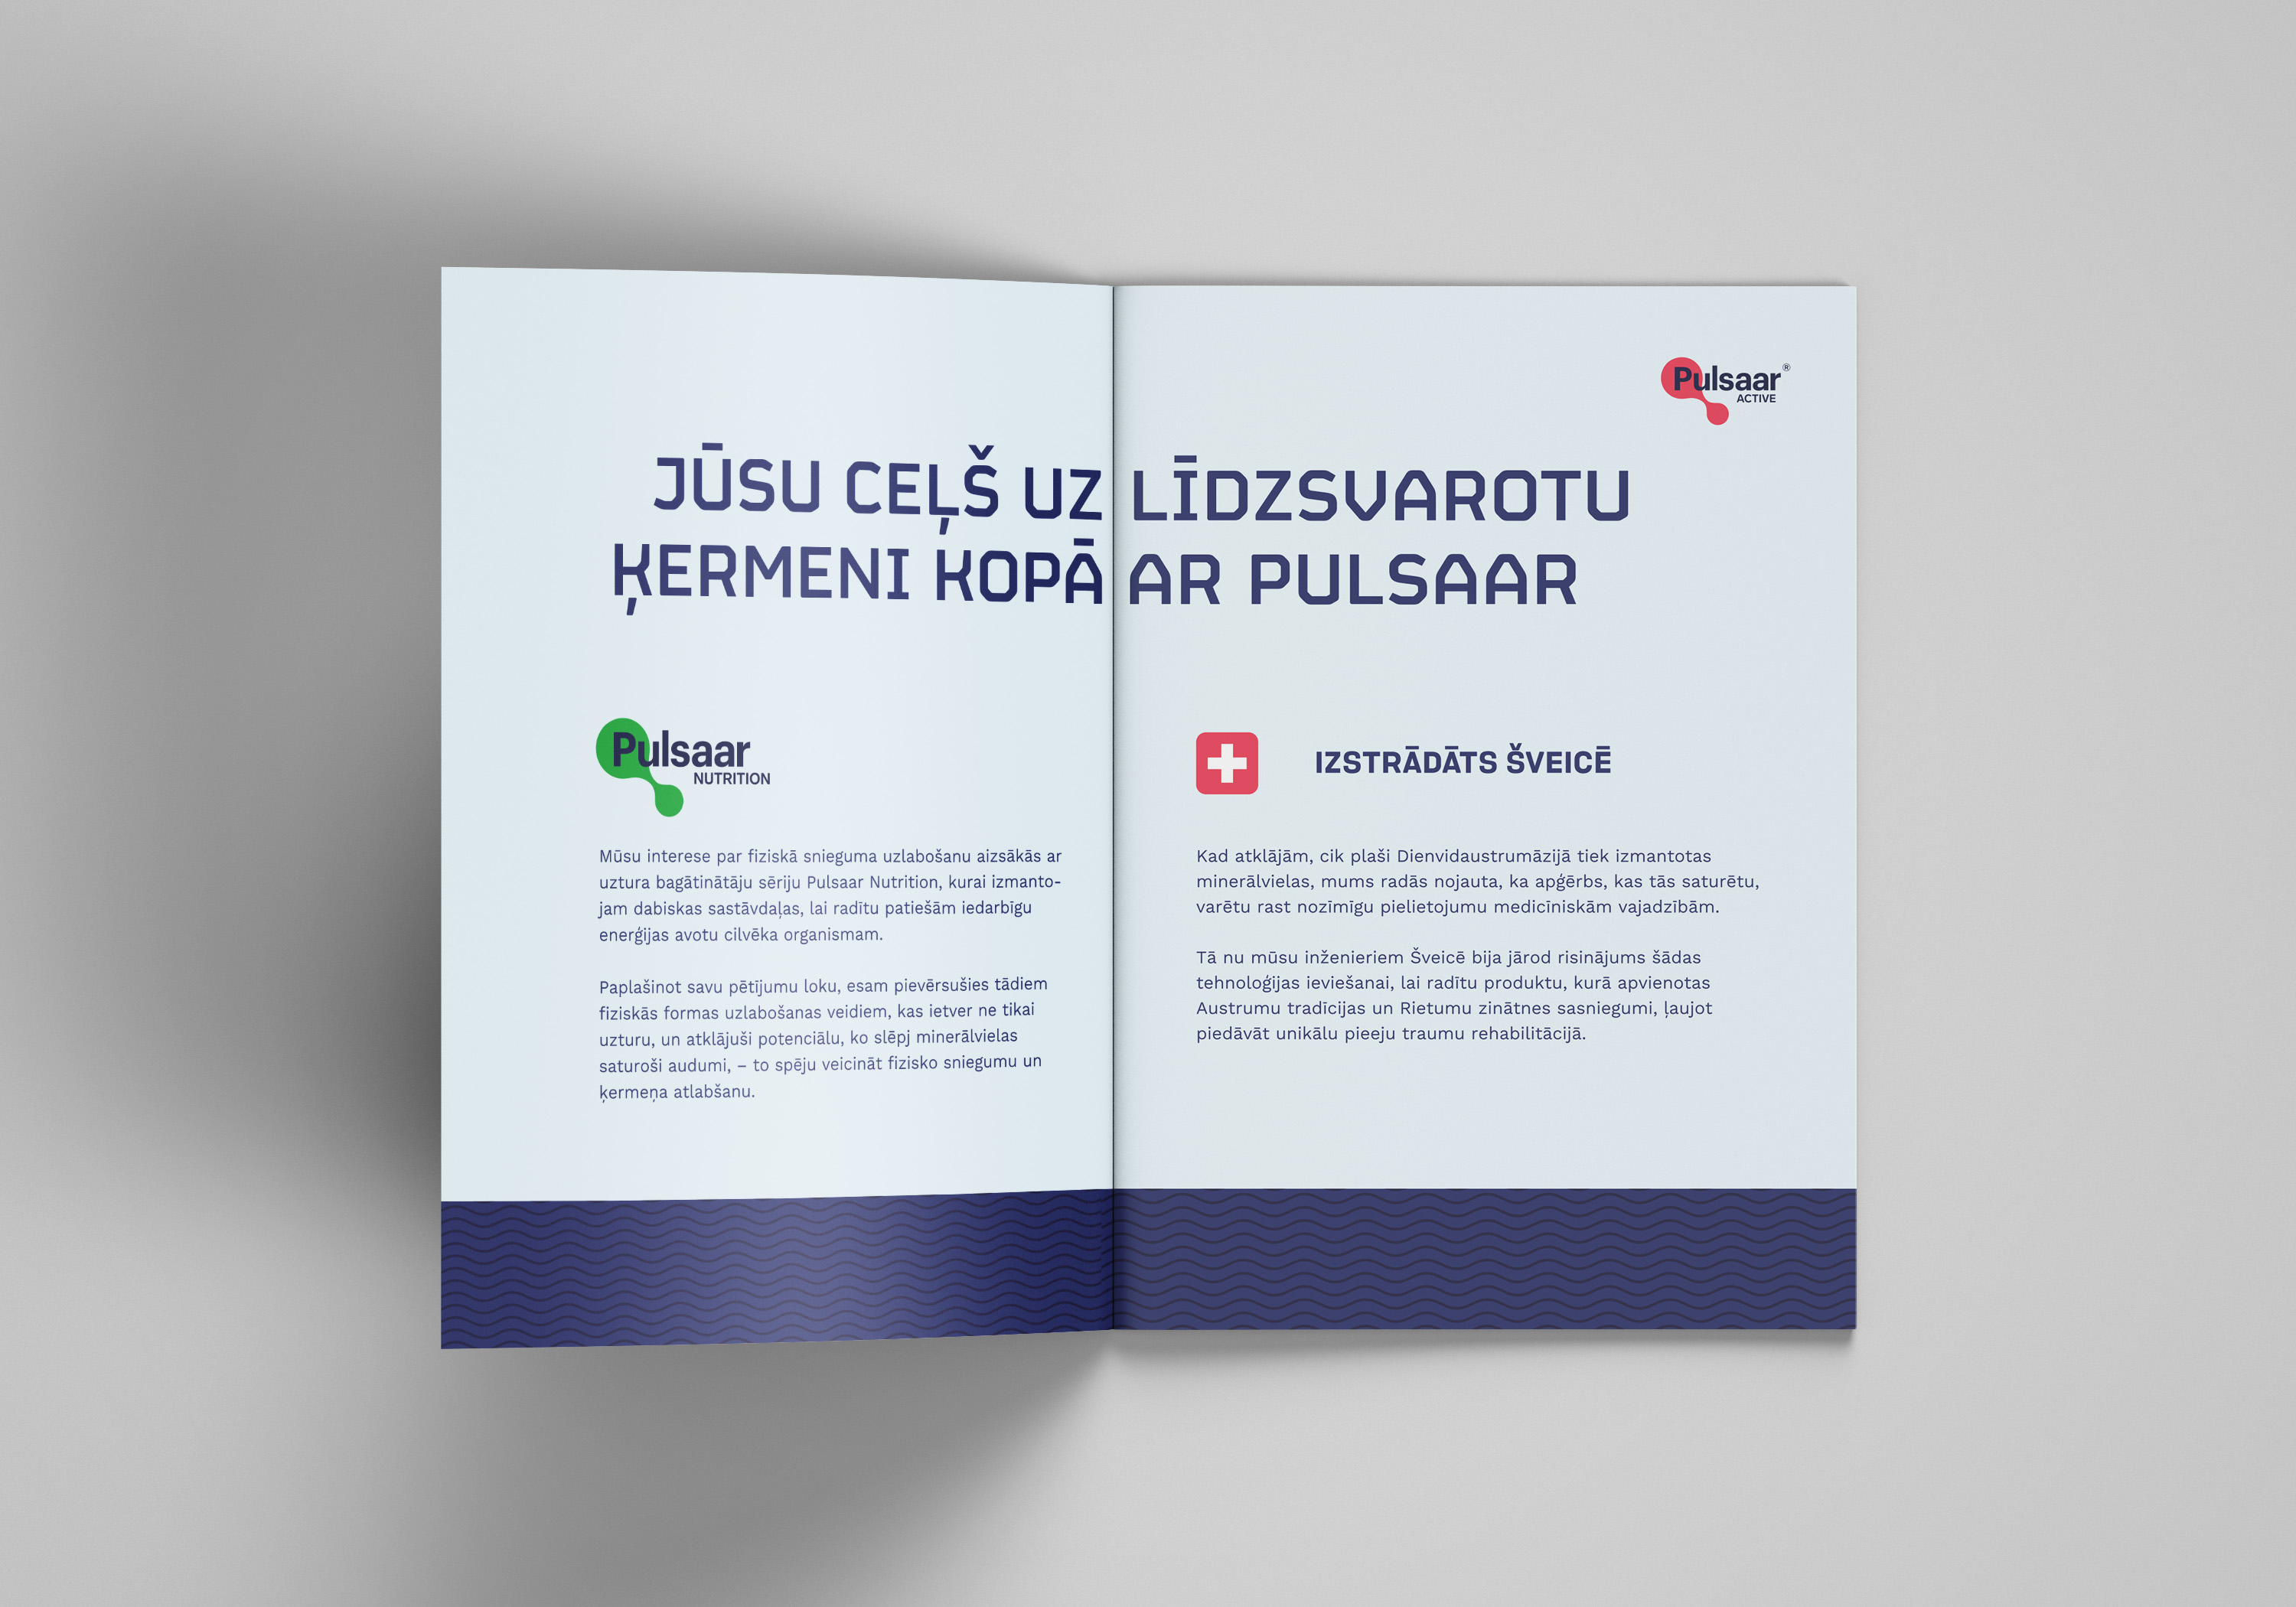 Pulsaar®
ACTIVE
JŪSU CEĻŠ UZ LĪDZSVAROTU
ĶERMENI KOPĀ AR PULSAAR
Pulsaar
NUTRITION
Mūsu interese par fiziskā snieguma uzlabošanu aizsākās ar
uztura bagātinātāju sēriju Pulsaar Nutrition, kurai izmanto-
jam dabiskas sastāvdaļas, lai radītu patiešām iedarbīgu
enerģijas avotu cilvēka organismam.
Paplašinot savu pētījumu loku, esam pievērsušies tādiem
fiziskās formas uzlabošanas veidiem, kas ietver ne tikai
uzturu, un atklājuši potenciālu, ko slēpj minerālvielas
saturoši audumi, – to spēju veicināt fizisko sniegumu un
ķermeņa atlabšanu.
IZSTRĀDĀTS ŠVEICĒ
Kad atklājām, cik plaši Dienvidaustrumāzijā tiek izmantotas
minerālvielas, mums radās nojauta, ka apģērbs, kas tās saturētu,
varētu rast nozīmīgu pielietojumu medicīniskām vajadzībām.
Tā nu mūsu inženieriem Šveicē bija jārod risinājums šādas
tehnoloģijas ieviešanai, lai radītu produktu, kurā apvienotas
Austrumu tradīcijas un Rietumu zinātnes sasniegumi, ļaujot
piedāvāt unikālu pieeju traumu rehabilitācijā.